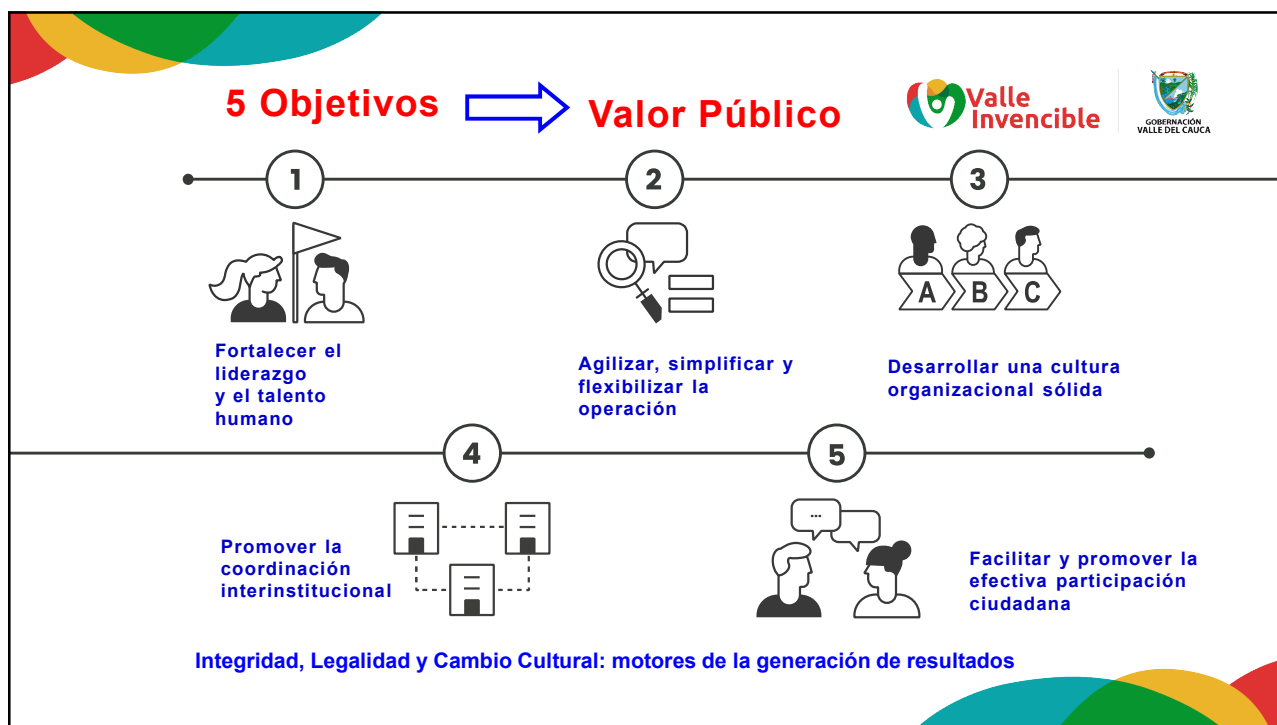 5 Objetivos
Valor Público
Valle
Invencible
GOBERNACIÓN
VALLE DEL CAUCA
1
2
3
A B C
Fortalecer el
liderazgo
y el talento
humano
Agilizar, simplificar y
flexibilizar la
operación
Desarrollar una cultura
organizacional sólida
4
5
...
Promover la
coordinación
interinstitucional
Facilitar y promover la
efectiva participación
ciudadana
Integridad, Legalidad y Cambio Cultural: motores de la generación de resultados